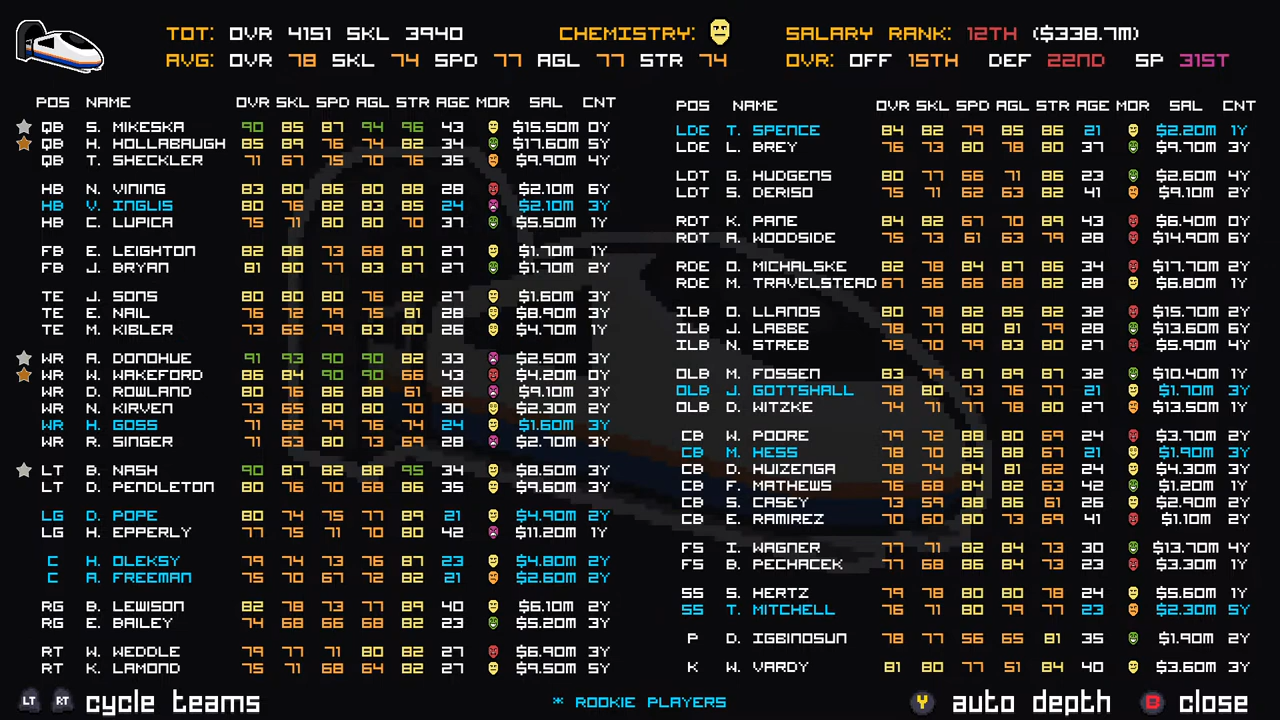 TOT: OVR 4151 SKL 3940 CHEMISTRY: SALARY RANK: 12TH ($338.7M)
AVG: OVR 78 SKL 74 SPD 77 AGL 77 STR 74 OVR: OFF 15TH DEF 22ND SP 31ST
POS NAME OVR SKL SPD AGL STR AGE MOR SAL CNT
QB S. MIKESKA 90 85 87 94 96 43 $15.50M 0Y
QB H. HOLLABAUGH 85 89 76 74 82 34 $17.60M 5Y
QB T. SHECKLER 71 67 75 70 76 35 $9.90M 4Y
HB N. VINING 83 80 86 80 88 28 $2.10M 6Y
HB V. INGLIS 80 76 82 83 85 24 $2.10M 3Y
HB C. LUPICA 75 71 80 80 70 37 $5.50M 1Y
FB E. LEIGHTON 82 88 73 68 87 27 $1.70M 1Y
FB J. BRYAN 81 80 77 83 87 27 $1.70M 2Y
TE J. SONS 80 80 80 76 82 27 $1.60M 3Y
TE E. NAIL 76 72 79 75 81 28 $8.90M 3Y
TE M. KIBLER 73 65 79 83 80 26 $4.70M 1Y
WR A. DONOHUE 91 93 90 90 82 33 $2.50M 3Y
WR W. WAKEFORD 86 84 90 90 66 43 $4.20M 0Y
WR D. ROWLAND 80 76 86 88 61 26 $9.10M 3Y
WR N. KIRVEN 73 65 80 80 70 30 $2.30M 2Y
WR H. GOSS 71 62 79 76 74 24 $1.60M 3Y
WR R. SINGER 71 63 80 73 69 28 $2.70M 3Y
LT B. NASH 90 87 82 88 95 34 $8.50M 3Y
LT D. PENDLETON 80 76 70 68 86 35 $9.60M 3Y
LG D. POPE 80 74 75 77 89 21 $4.90M 2Y
LG H. EPPERLY 77 75 71 70 80 42 $11.20M 1Y
C H. OLEKSY 79 74 73 76 87 23 $4.80M 2Y
C A. FREEMAN 75 70 67 72 82 21 $2.60M 2Y
RG B. LEWISON 82 78 73 77 89 40 $6.10M 2Y
RG E. BAILEY 74 68 66 68 82 23 $5.20M 3Y
RT W. WEDDLE 79 77 71 80 82 27 $6.90M 3Y
RT K. LAMOND 75 71 68 64 82 27 $9.50M 5Y
POS NAME OVR SKL SPD AGL STR AGE MOR SAL CNT
LDE T. SPENCE 84 82 79 85 86 21 $2.20M 1Y
LDE L. BREY 76 73 80 78 80 37 $9.70M 3Y
LDT G. HUDGENS 80 77 66 71 86 23 $2.60M 4Y
LDT S. DERISO 75 71 62 63 82 41 $9.10M 2Y
RDT K. PANE 84 82 67 70 89 43 $6.40M 0Y
RDT A. WOODSIDE 75 73 61 63 79 28 $14.90M 6Y
RDE O. MICHALSKE 82 78 84 87 86 34 $17.70M 2Y
RDE M. TRAVELSTEAD 67 56 66 68 82 28 $6.80M 1Y
ILB O. LLANOS 80 78 82 85 82 32 $15.70M 2Y
ILB J. LABBE 78 77 80 81 79 28 $13.60M 6Y
ILB N. STREB 75 70 79 83 80 27 $5.90M 4Y
OLB M. FOSSEN 83 79 87 89 87 32 $10.40M 1Y
OLB J. GOTTSHALL 78 80 73 76 77 21 $1.70M 3Y
OLB D. WITZKE 74 71 77 78 80 27 $13.50M 1Y
CB W. POORE 79 72 88 80 69 24 $3.70M 2Y
CB M. HESS 78 70 85 88 67 21 $1.90M 3Y
CB D. HUIZENGA 78 74 84 81 62 24 $4.30M 3Y
CB F. MATHEWS 76 68 84 82 63 42 $1.20M 1Y
CB S. CASEY 73 59 88 86 61 26 $2.90M 2Y
CB E. RAMIREZ 70 60 80 73 69 41 $1.10M 2Y
FS I. WAGNER 77 71 82 84 73 30 $13.70M 4Y
FS B. PECHACEK 77 68 86 84 73 23 $3.30M 1Y
SS S. HERTZ 79 78 80 80 78 24 $5.60M 1Y
SS T. MITCHELL 76 71 80 79 77 23 $2.30M 5Y
P D. IGBINOSUN 78 77 56 65 81 35 $1.90M 2Y
K W. VARDY 81 80 77 51 84 40 $3.60M 3Y
LT RT cycle teams * ROOKIE PLAYERS Y auto depth B close